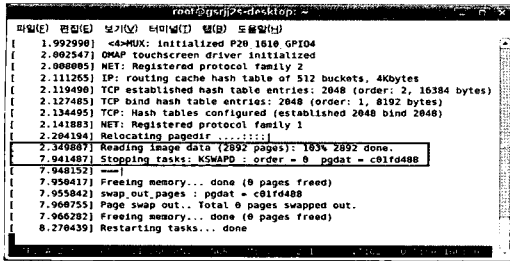 root@gsrjj2s-desktop: ~
파일(F) 편집(E) 보기(V) 터미널(T) 탭(B) 도움말(H)
[ 1.992990] <4>MUX: initialized P20_1610_GPIO4
[ 2.002547] OMAP touchscreen driver initialized
[ 2.008005] NET: Registered protocol family 2
[ 2.111265] IP: routing cache hash table of 512 buckets, 4Kbytes
[ 2.119490] TCP established hash table entries: 2048 (order: 2, 16384 bytes)
[ 2.127485] TCP bind hash table entries: 2048 (order: 1, 8192 bytes)
[ 2.134495] TCP: Hash tables configured (established 2048 bind 2048)
[ 2.141883] NET: Registered protocol family 1
[ 2.204194] Relocating pagedir ....::::|
[ 2.349807] Reading image data (2892 pages): 103% 2892 done.
[ 7.941487] Stopping tasks: KSWAPD : order = 0 pgdat = c01fd488
[ 7.948152] ===|
[ 7.950417] Freeing memory... done (0 pages freed)
[ 7.955842] swap_out_pages : pgdat = c01fd488
[ 7.960755] Page swap out.. Total 0 pages swapped out.
[ 7.966282] Freeing memory... done (0 pages freed)
[ 8.270439] Restarting tasks... done